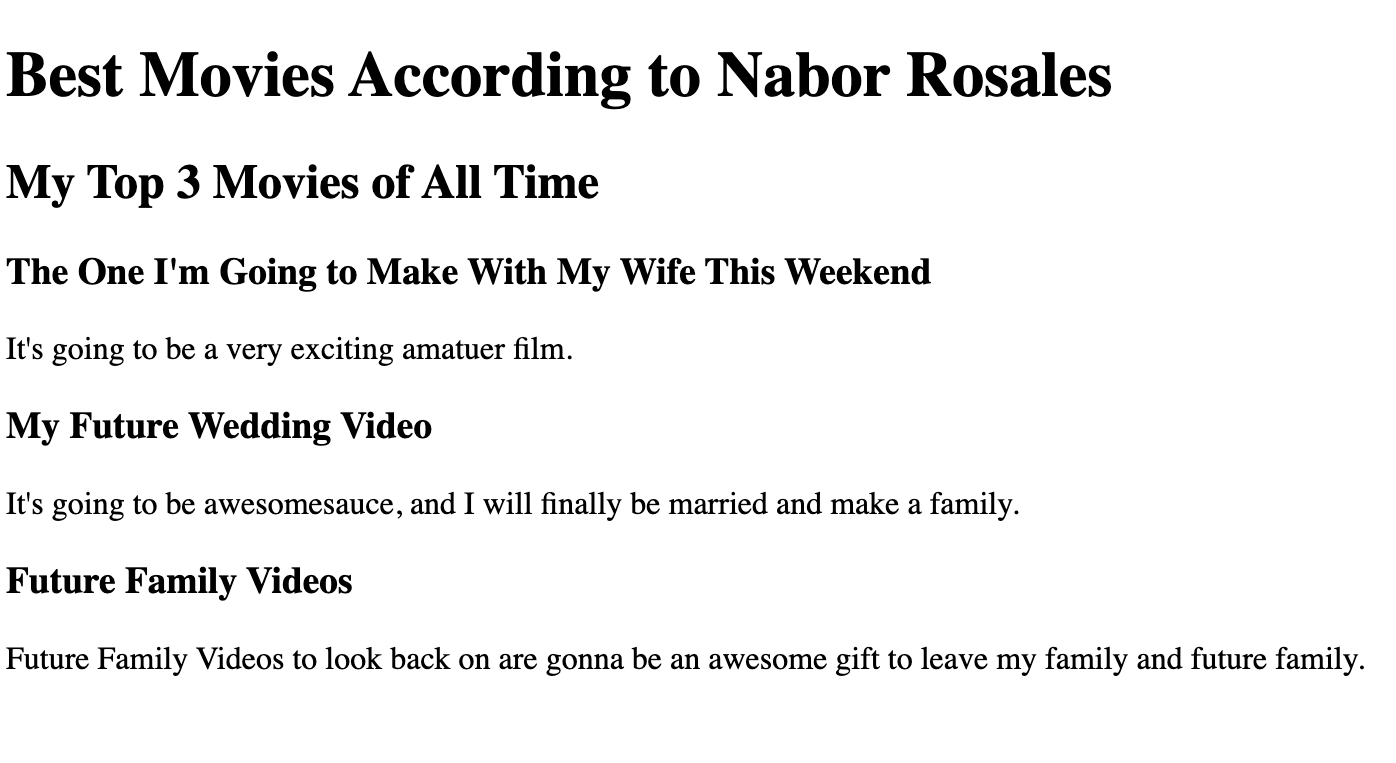 Best Movies According to Nabor Rosales
My Top 3 Movies of All Time
The One I'm Going to Make With My Wife This Weekend
It's going to be a very exciting amatuer film.
My Future Wedding Video
It's going to be awesomesauce, and I will finally be married and make a family.
Future Family Videos
Future Family Videos to look back on are gonna be an awesome gift to leave my family and future family.